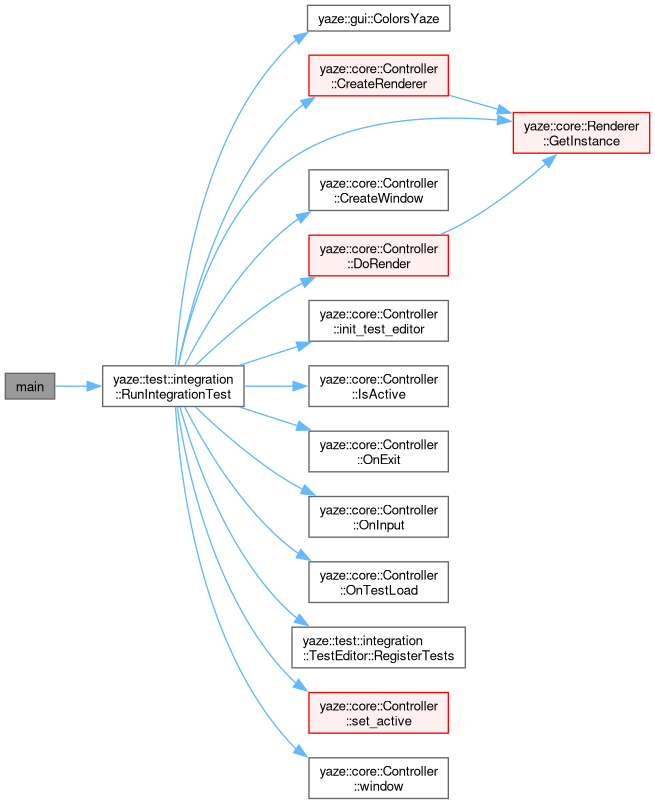 main
yaze::test::integration
::RunIntegrationTest
yaze::gui::ColorsYaze
yaze::core::Controller
::CreateRenderer
yaze::core::Renderer
::GetInstance
yaze::core::Controller
::CreateWindow
yaze::core::Controller
::DoRender
yaze::core::Controller
::init_test_editor
yaze::core::Controller
::IsActive
yaze::core::Controller
::OnExit
yaze::core::Controller
::OnInput
yaze::core::Controller
::OnTestLoad
yaze::test::integration
::TestEditor::RegisterTests
yaze::core::Controller
::set_active
yaze::core::Controller
::window